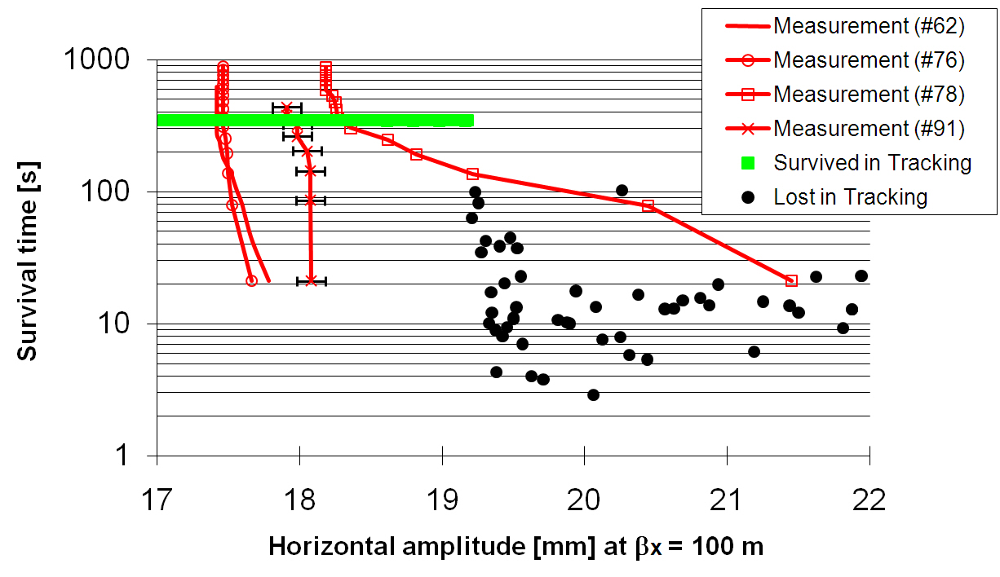 Measurement (#62)
Measurement (#76)
Measurement (#78)
Measurement (#91)
Survived in Tracking
Lost in Tracking
1000
100
10
1
Survival time [s]
17 18 19 20 21 22
Horizontal amplitude [mm] at βx = 100 m